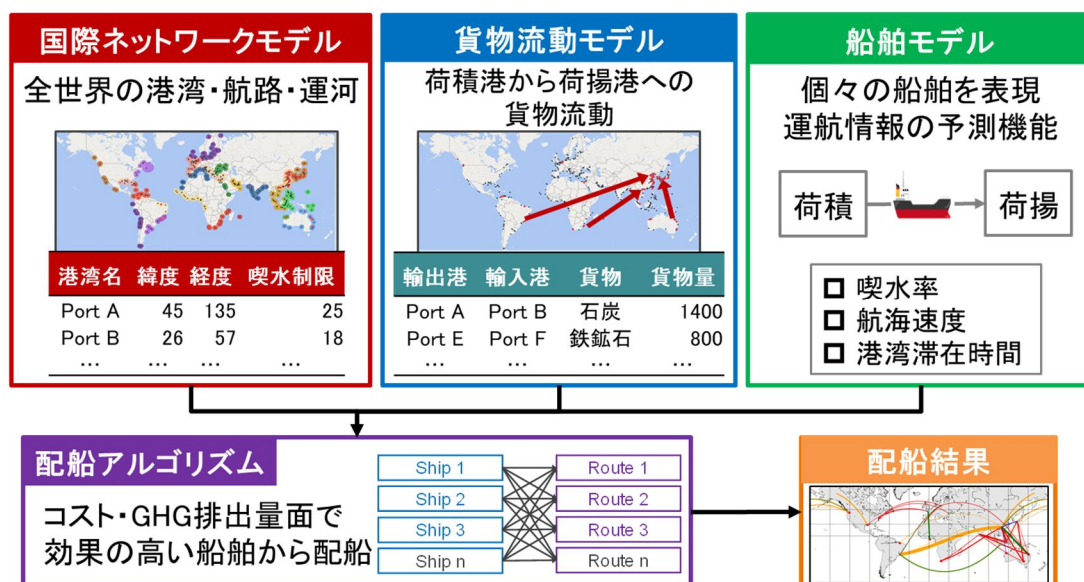 国際ネットワークモデル
全世界の港湾・航路・運河
港湾名 緯度 経度 喫水制限
Port A 45 135 25
Port B 26 57 18
… … … …
貨物流動モデル
荷積港から荷揚港への
貨物流動
輸出港 輸入港 貨物 貨物量
Port A Port B 石炭 1400
Port E Port F 鉄鉱石 800
… … … …
船舶モデル
個々の船舶を表現
運航情報の予測機能
荷積 荷揚
喫水率
航海速度
港湾滞在時間
配船アルゴリズム
コスト・GHG排出量面で
効果の高い船舶から配船
Ship 1 Route 1
Ship 2 Route 2
Ship 3 Route 3
Ship n Route n
配船結果